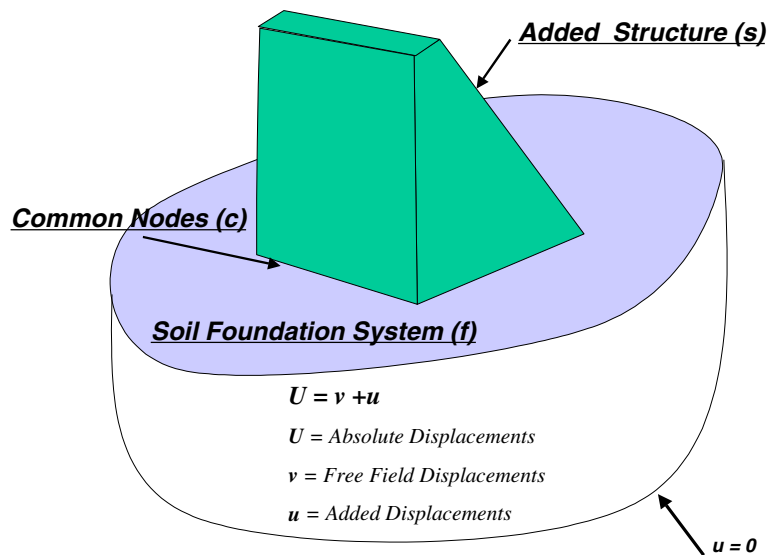 Added Structure (s)
Common Nodes (c)
Soil Foundation System (f)
U = v +u
U = Absolute Displacements
v = Free Field Displacements
u = Added Displacements
u = 0